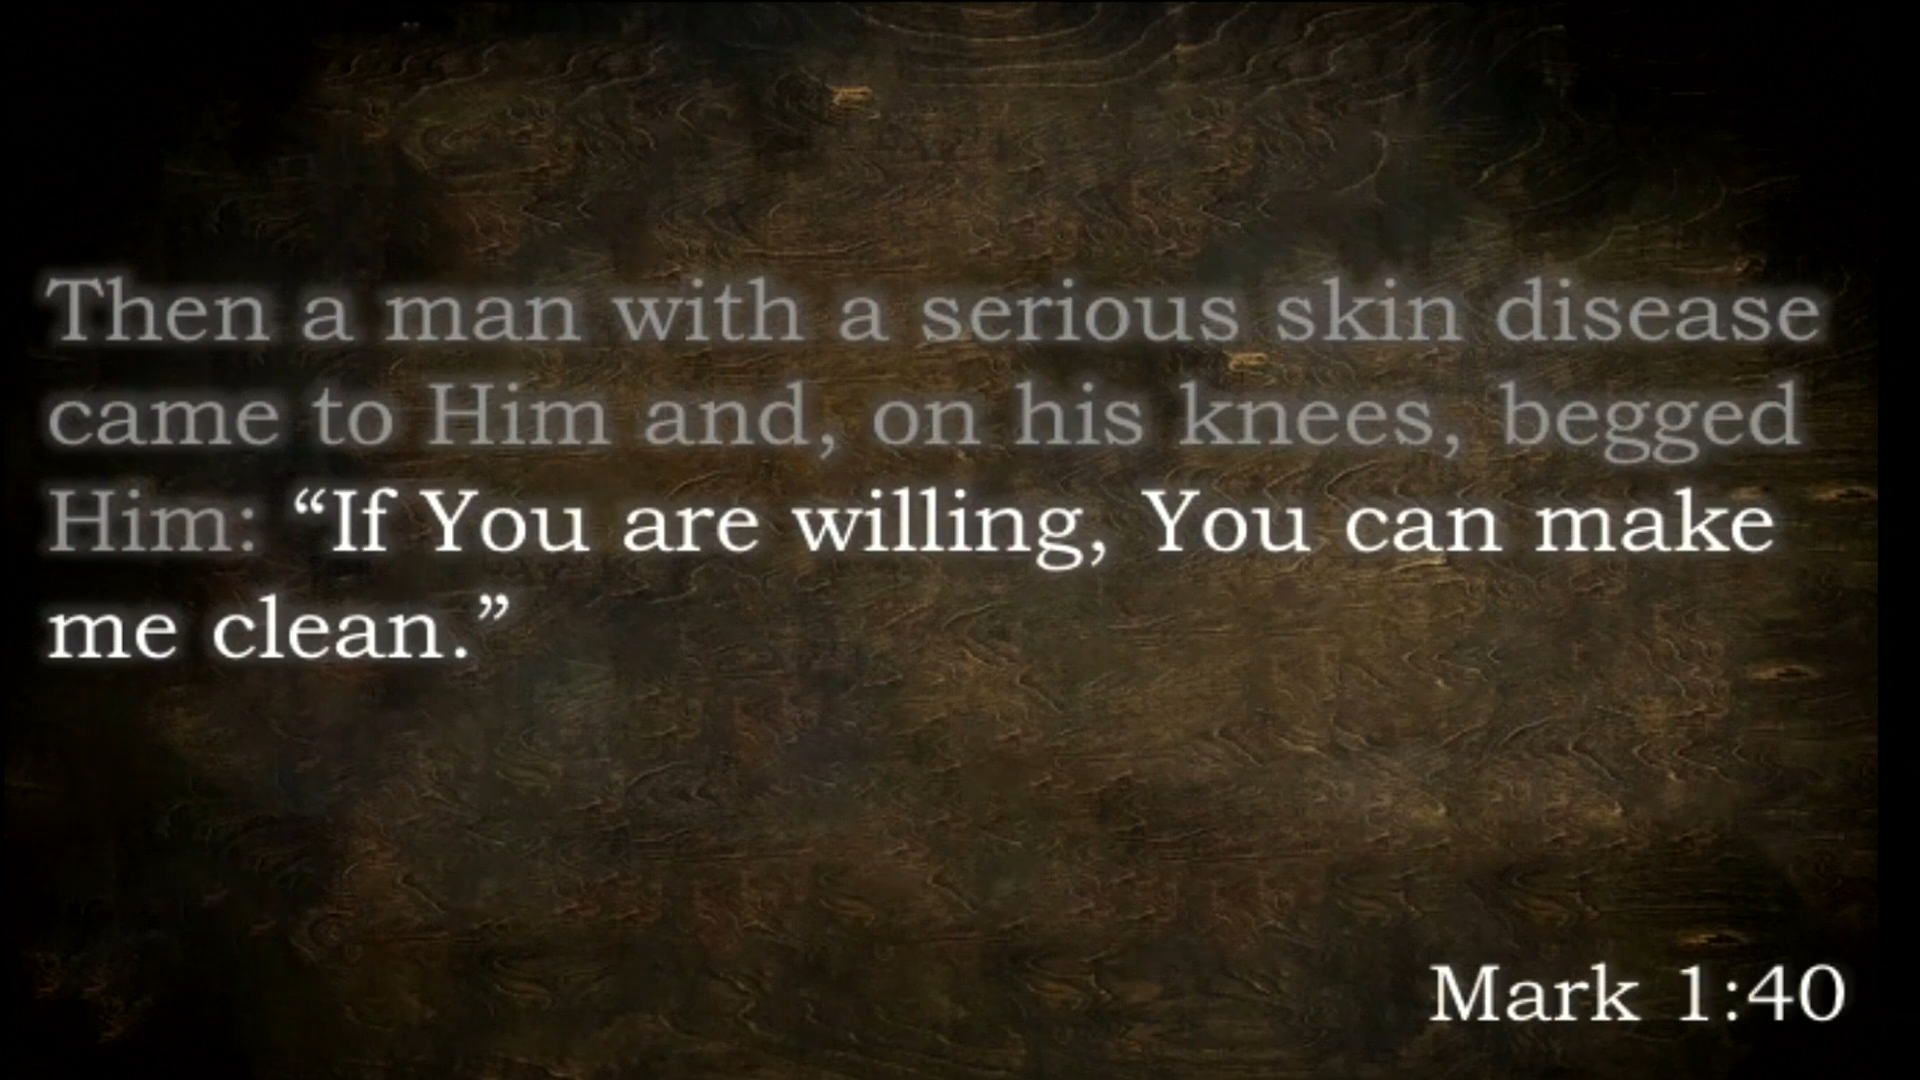 Then a man with a serious skin disease
came to Him and, on his knees, begged
Him: “If You are willing, You can make
me clean.”
Mark 1:40